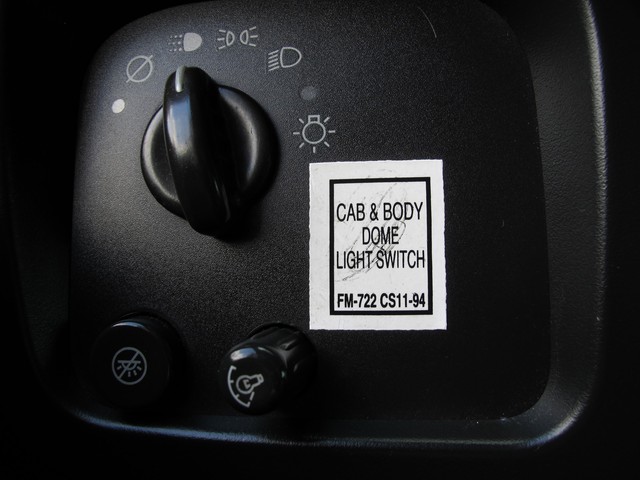 CAB & BODY
DOME
LIGHT SWITCH
FM-722 CS11-94